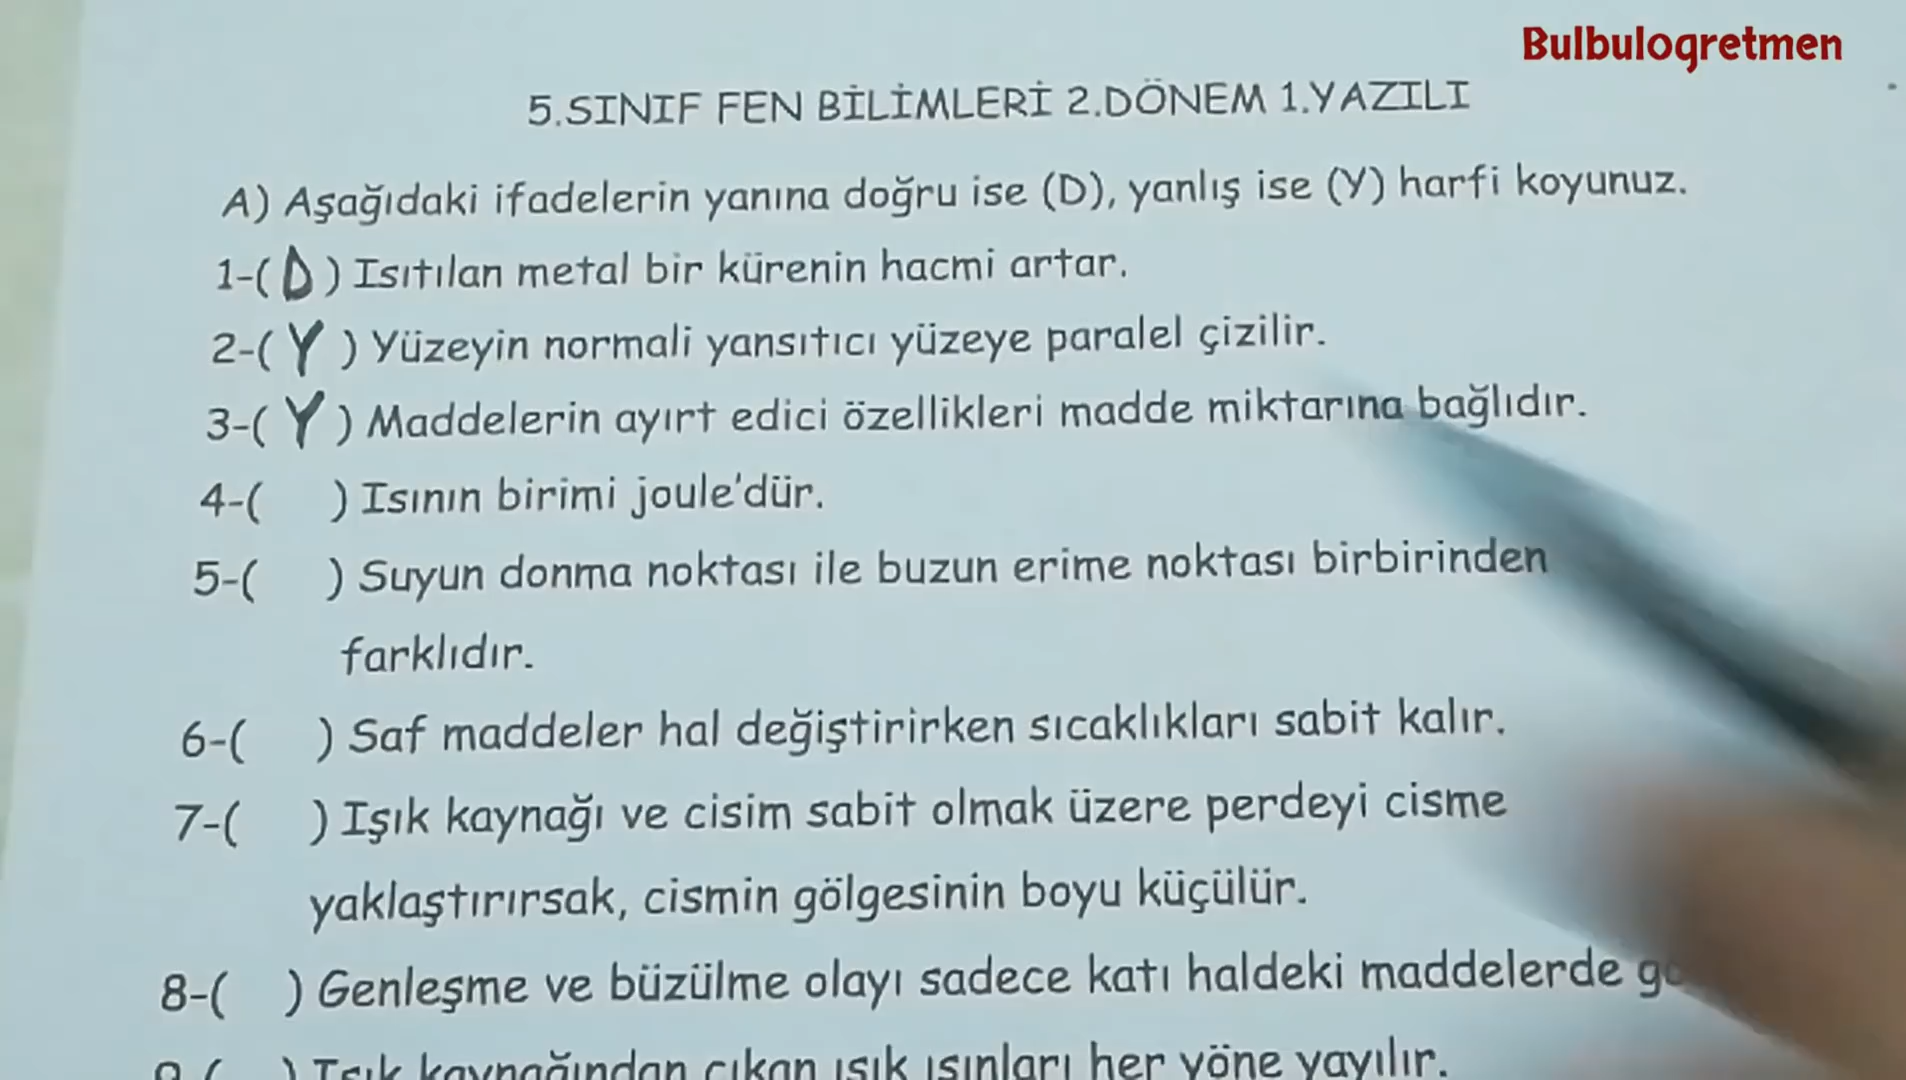 Bulbulogretmen
5.SINIF FEN BİLİMLERİ 2.DÖNEM 1.YAZILI
A) Aşağıdaki ifadelerin yanına doğru ise (D), yanlış ise (Y) harfi koyunuz.
1-( D ) Isıtılan metal bir kürenin hacmi artar.
2-( Y ) Yüzeyin normali yansıtıcı yüzeye paralel çizilir.
3-( Y ) Maddelerin ayırt edici özellikleri madde miktarına bağlıdır.
4-( ) Isının birimi joule'dür.
5-( ) Suyun donma noktası ile buzun erime noktası birbirinden
farklıdır.
6-( ) Saf maddeler hal değiştirirken sıcaklıkları sabit kalır.
7-( ) Işık kaynağı ve cisim sabit olmak üzere perdeyi cisme
yaklaştırırsak, cismin gölgesinin boyu küçülür.
8-( ) Genleşme ve büzülme olayı sadece katı haldeki maddelerde
9-( ) Işık kaynağından çıkan ışık ışınları her yöne yayılır.